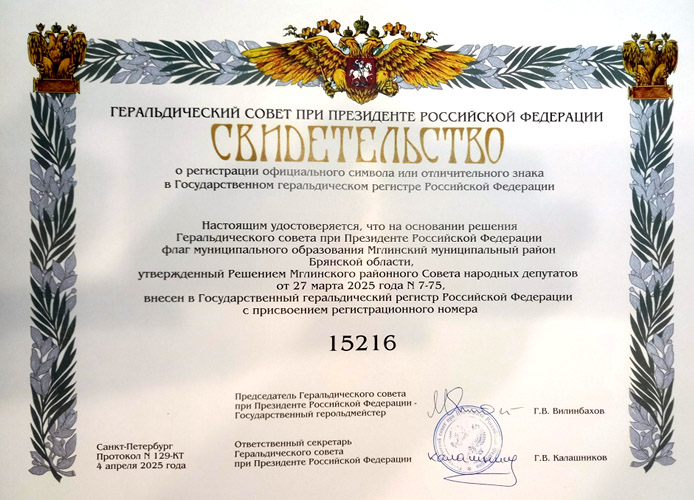 ГЕРАЛЬДИЧЕСКИЙ СОВЕТ ПРИ ПРЕЗИДЕНТЕ РОССИЙСКОЙ ФЕДЕРАЦИИ
СВИДЕТЕЛЬСТВО
о регистрации официального символа или отличительного знака
в Государственном геральдическом регистре Российской Федерации
Настоящим удостоверяется, что на основании решения
Геральдического совета при Президенте Российской Федерации
флаг муниципального образования Мглинский муниципальный район
Брянской области,
утвержденный Решением Мглинского районного Совета народных депутатов
от 27 марта 2025 года N 7-75,
внесен в Государственный геральдический регистр Российской Федерации
с присвоением регистрационного номера
15216
Председатель Геральдического совета
при Президенте Российской Федерации -
Государственный герольдмейстер
Г.В. Вилинбахов
Санкт-Петербург
Протокол N 129-КТ
4 апреля 2025 года
Ответственный секретарь
Геральдического совета
при Президенте Российской Федерации
Г.В. Калашников